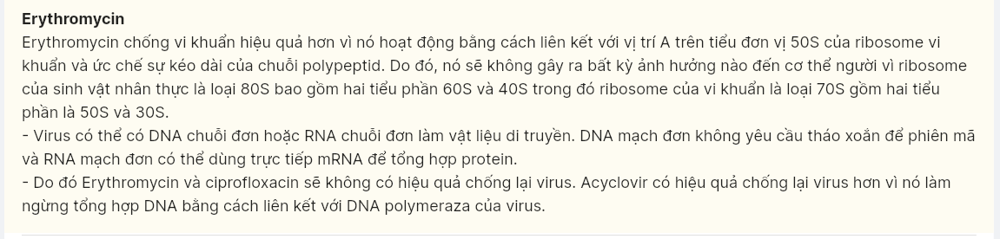 Erythromycin
Erythromycin chống vi khuẩn hiệu quả hơn vì nó hoạt động bằng cách liên kết với vị trí A trên tiểu đơn vị 50S của ribosome vi
khuẩn và ức chế sự kéo dài của chuỗi polypeptid. Do đó, nó sẽ không gây ra bất kỳ ảnh hưởng nào đến cơ thể người vì ribosome
của sinh vật nhân thực là loại 80S bao gồm hai tiểu phần 60S và 40S trong đó ribosome của vi khuẩn là loại 70S gồm hai tiểu
phần là 50S và 30S.
- Virus có thể có DNA chuỗi đơn hoặc RNA chuỗi đơn làm vật liệu di truyền. DNA mạch đơn không yêu cầu tháo xoắn để phiên mã
và RNA mạch đơn có thể dùng trực tiếp mRNA để tổng hợp protein.
- Do đó Erythromycin và ciprofloxacin sẽ không có hiệu quả chống lại virus. Acyclovir có hiệu quả chống lại virus hơn vì nó làm
ngừng tổng hợp DNA bằng cách liên kết với DNA polymeraza của virus.